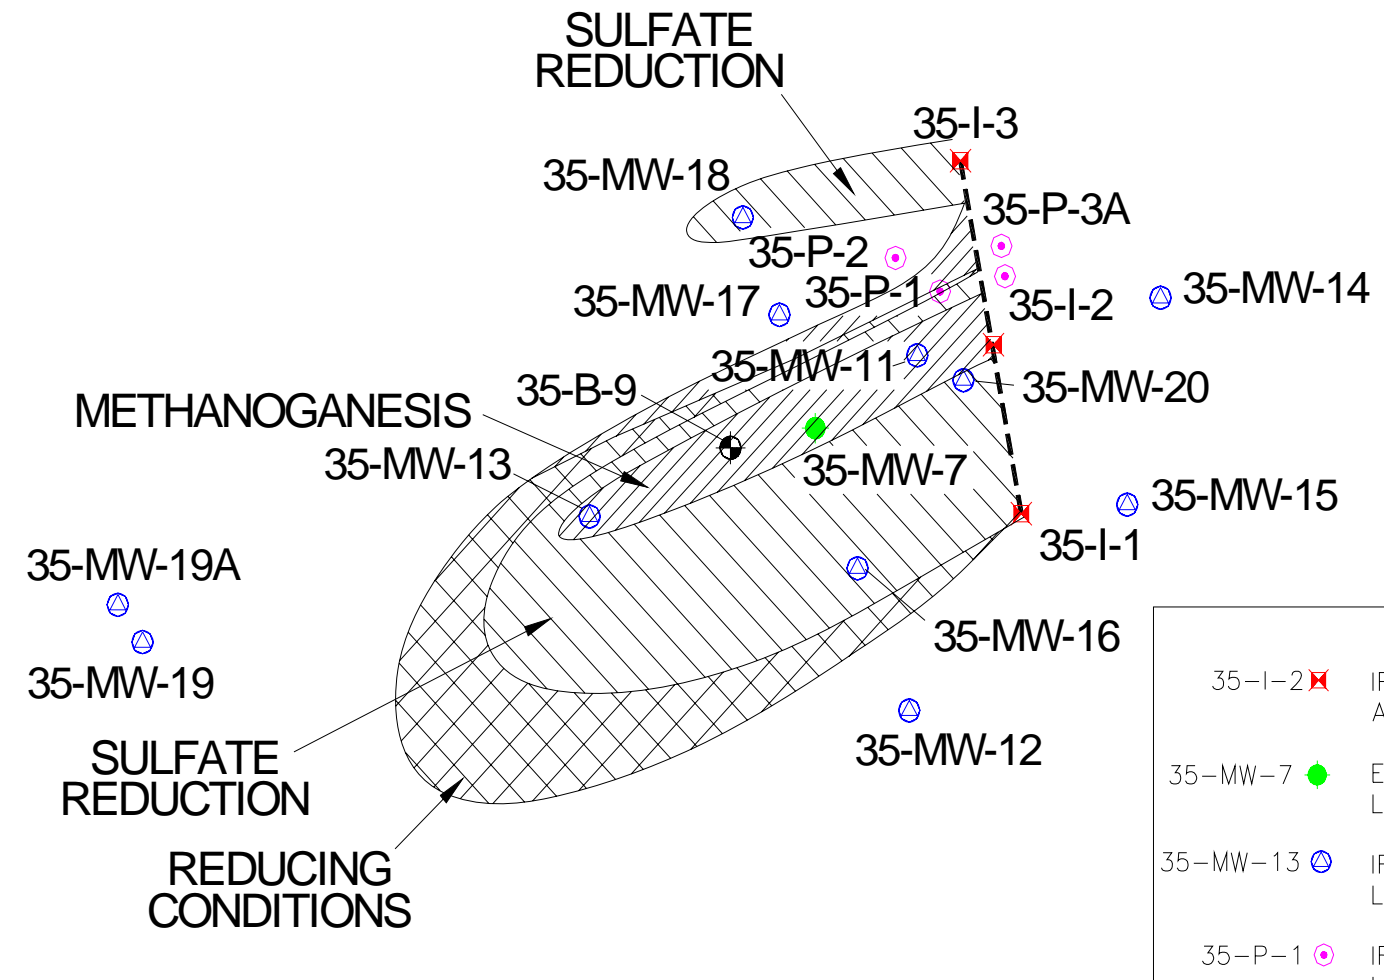 SULFATE
REDUCTION
35-I-3
35-MW-18
35-P-3A
35-P-2
35-P-1
35-MW-17
35-MW-14
35-I-2
35-MW-11
35-B-9
35-MW-20
METHANOGANESIS
35-MW-13
35-MW-7
35-MW-15
35-I-1
35-MW-19A
35-MW-16
35-MW-19
35-MW-12
SULFATE
REDUCTION
REDUCING
CONDITIONS
35-I-2
A
35-MW-7
E
L
35-MW-13
L
35-P-1